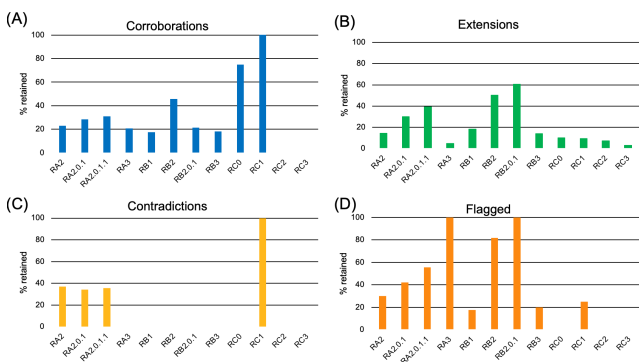 (A)
Corroborations
% retained
100
80
60
40
20
0
RA2
RA2.0.1
RA2.0.1.1
RA3
RB1
RB2
RB2.0.1
RB3
RC0
RC1
RC2
RC3
(B)
Extensions
% retained
100
80
60
40
20
0
RA2
RA2.0.1
RA2.0.1.1
RA3
RB1
RB2
RB2.0.1
RB3
RC0
RC1
RC2
RC3
(C)
Contradictions
% retained
100
80
60
40
20
0
RA2
RA2.0.1
RA2.0.1.1
RA3
RB1
RB2
RB2.0.1
RB3
RC0
RC1
RC2
RC3
(D)
Flagged
% retained
100
80
60
40
20
0
RA2
RA2.0.1
RA2.0.1.1
RA3
RB1
RB2
RB2.0.1
RB3
RC0
RC1
RC2
RC3